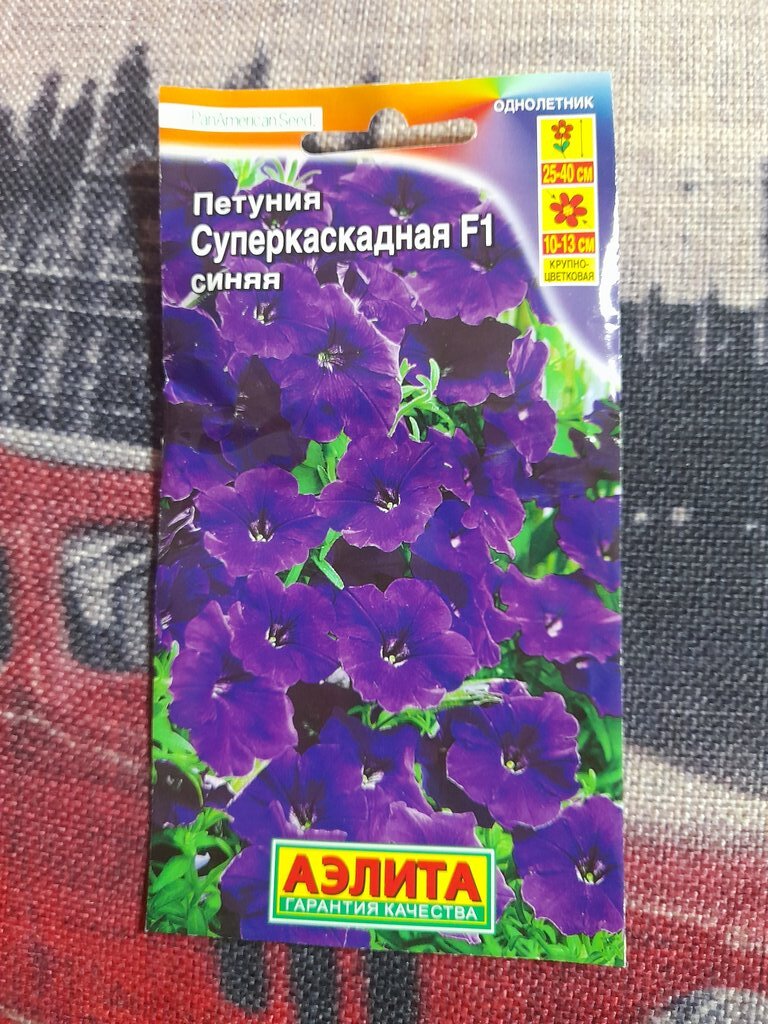 PanAmerican Seed.
ОДНОЛЕТНИК
25-40 см
10-13 см
КРУПНО-
ЦВЕТКОВАЯ
Петуния
Суперкаскадная F1
синяя
АЭЛИТА
ГАРАНТИЯ КАЧЕСТВА